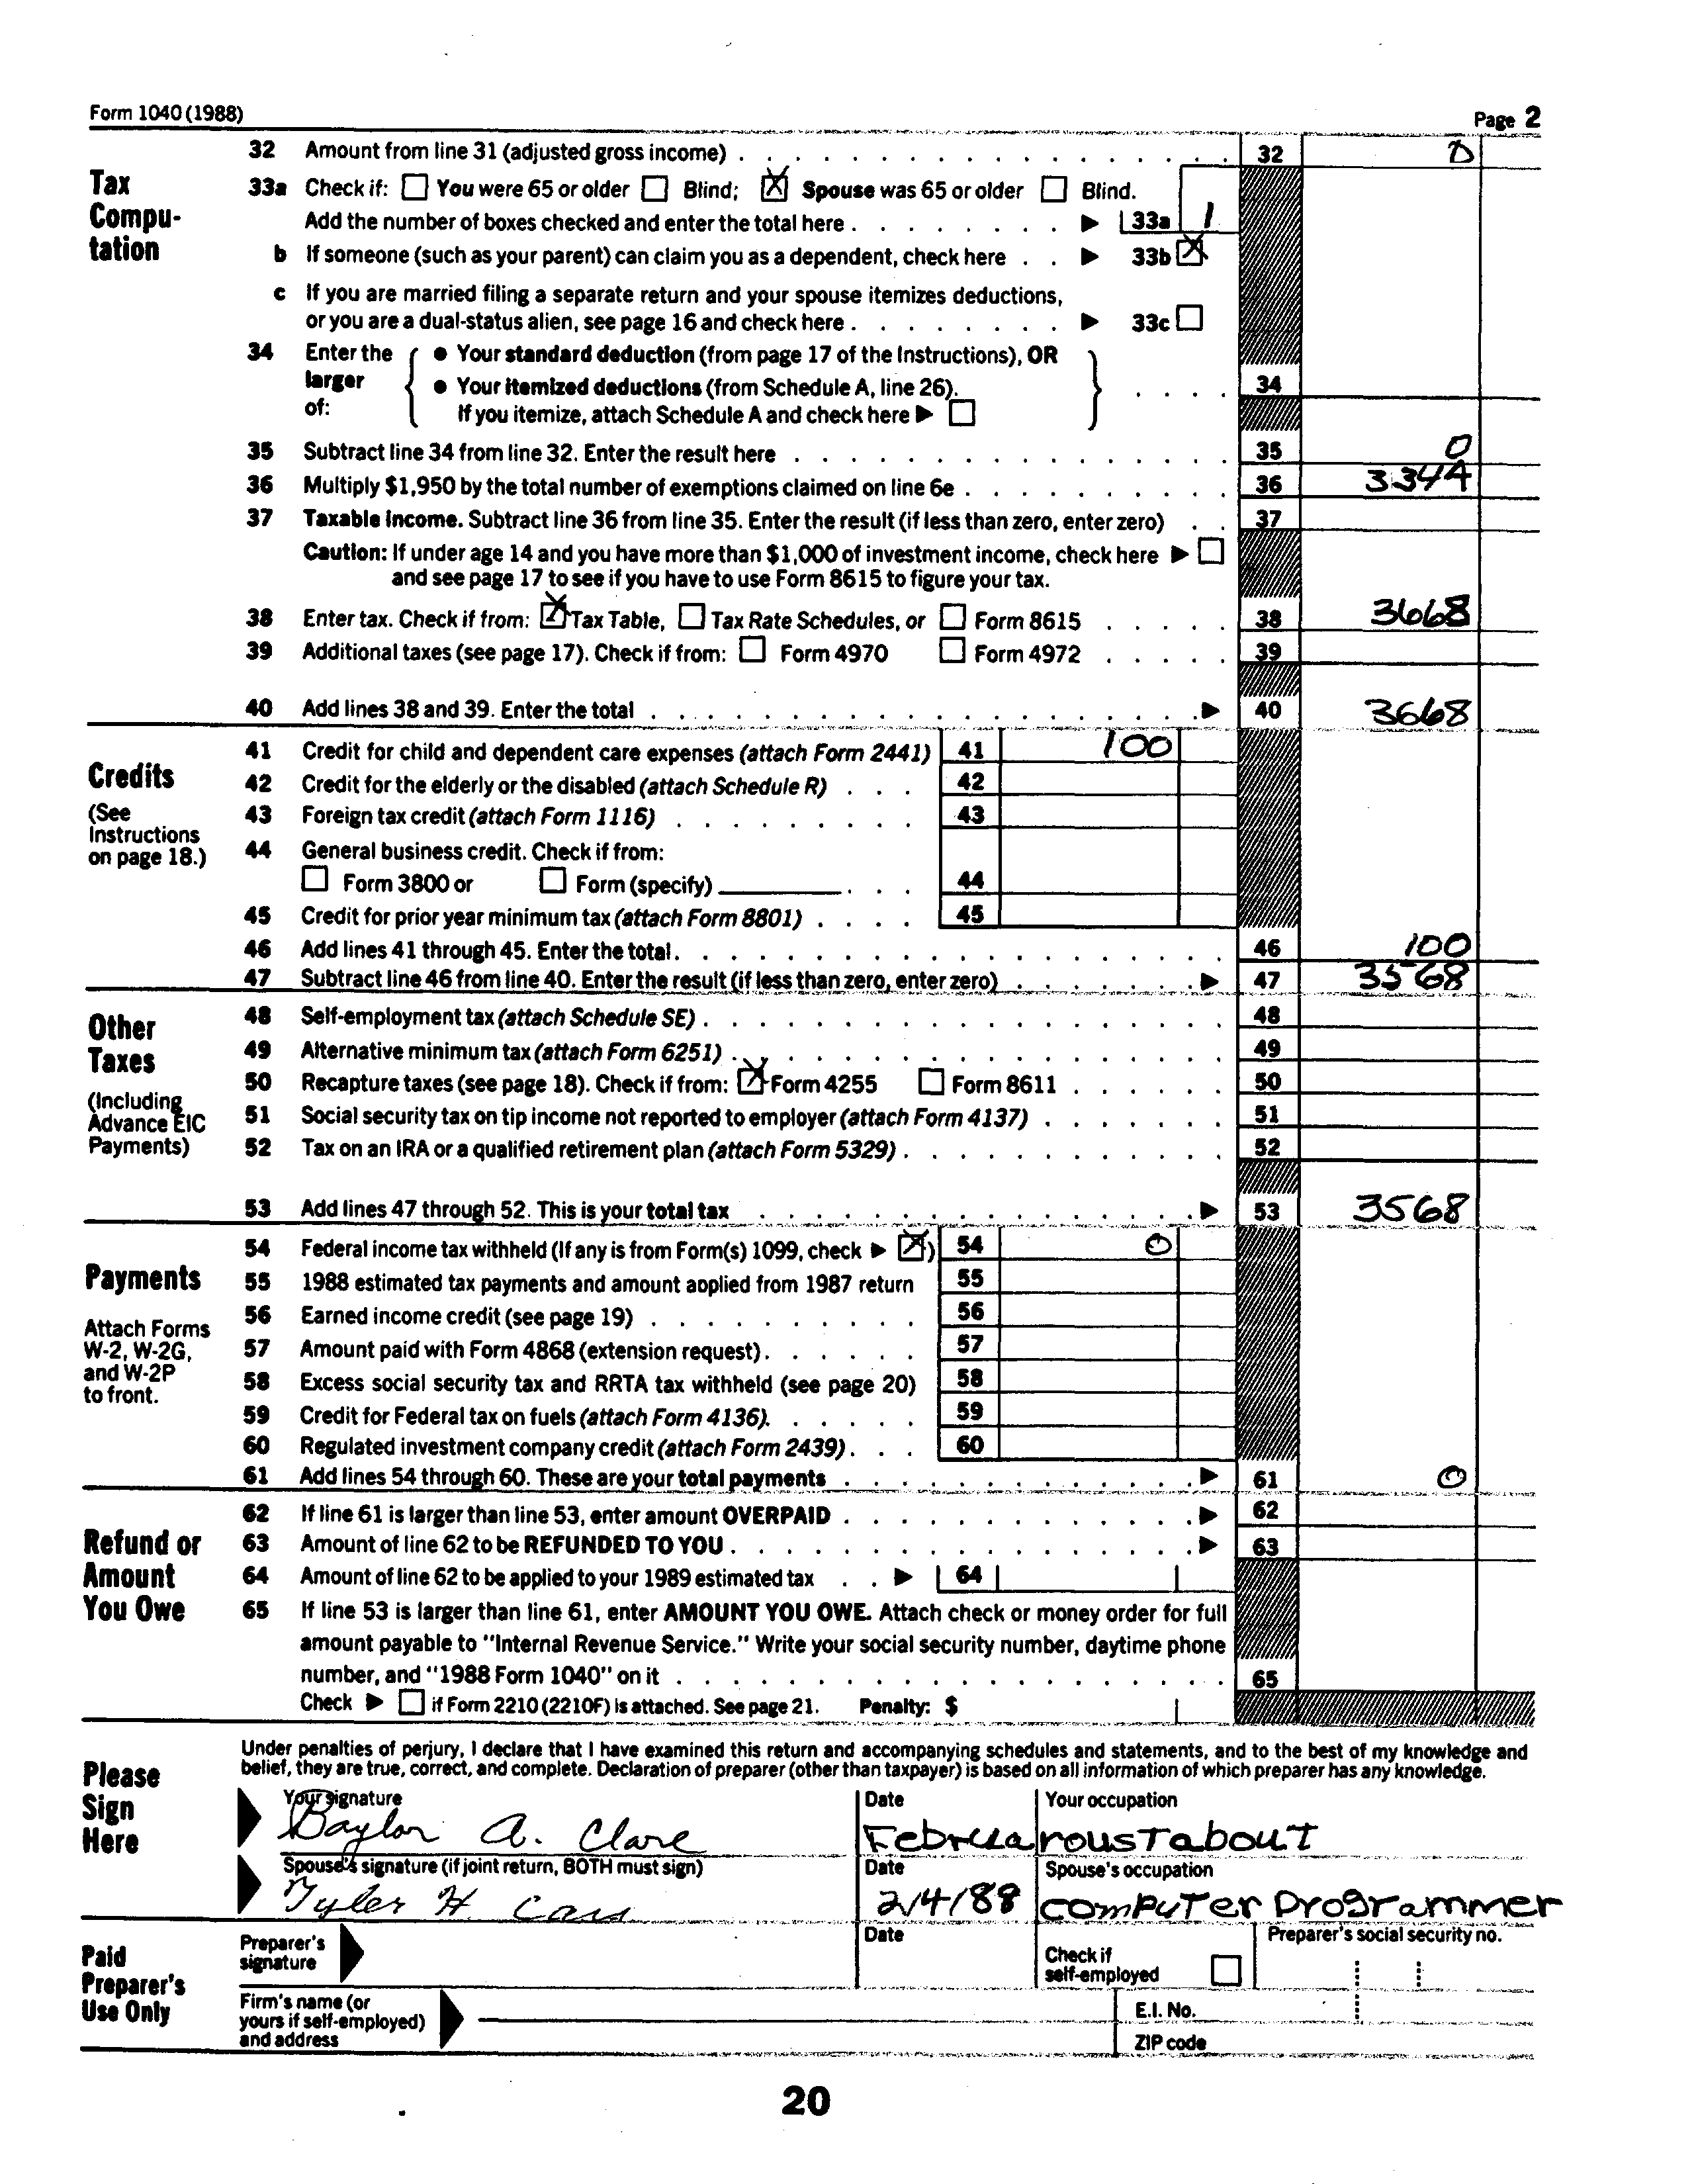 Form 1040 (1988) Page 2
Tax Compu-tation
32 Amount from line 31 (adjusted gross income) 32 0
33a Check if: You were 65 or older Blind; X Spouse was 65 or older Blind.
Add the number of boxes checked and enter the total here 33a 1
b If someone (such as your parent) can claim you as a dependent, check here 33b X
c If you are married filing a separate return and your spouse itemizes deductions,
or you are a dual-status alien, see page 16 and check here 33c
34 Enter the larger of:
● Your standard deduction (from page 17 of the Instructions), OR
● Your itemized deductions (from Schedule A, line 26).
If you itemize, attach Schedule A and check here 34
35 Subtract line 34 from line 32. Enter the result here 35 0
36 Multiply $1,950 by the total number of exemptions claimed on line 6e 36 3344
37 Taxable income. Subtract line 36 from line 35. Enter the result (if less than zero, enter zero) 37
Caution: If under age 14 and you have more than $1,000 of investment income, check here
and see page 17 to see if you have to use Form 8615 to figure your tax.
38 Enter tax. Check if from: X Tax Table, Tax Rate Schedules, or Form 8615 38 3668
39 Additional taxes (see page 17). Check if from: Form 4970 Form 4972 39
40 Add lines 38 and 39. Enter the total 40 3668
Credits
(See Instructions on page 18.)
41 Credit for child and dependent care expenses (attach Form 2441) 41 100
42 Credit for the elderly or the disabled (attach Schedule R) 42
43 Foreign tax credit (attach Form 1116) 43
44 General business credit. Check if from:
Form 3800 or Form (specify) 44
45 Credit for prior year minimum tax (attach Form 8801) 45
46 Add lines 41 through 45. Enter the total 46 100
47 Subtract line 46 from line 40. Enter the result (if less than zero, enter zero) 47 3568
Other Taxes
(Including Advance EIC Payments)
48 Self-employment tax (attach Schedule SE) 48
49 Alternative minimum tax (attach Form 6251) 49
50 Recapture taxes (see page 18). Check if from: X Form 4255 Form 8611 50
51 Social security tax on tip income not reported to employer (attach Form 4137) 51
52 Tax on an IRA or a qualified retirement plan (attach Form 5329) 52
53 Add lines 47 through 52. This is your total tax 53 3568
Payments
Attach Forms W-2, W-2G, and W-2P to front.
54 Federal income tax withheld (If any is from Form(s) 1099, check X) 54 0
55 1988 estimated tax payments and amount applied from 1987 return 55
56 Earned income credit (see page 19) 56
57 Amount paid with Form 4868 (extension request) 57
58 Excess social security tax and RRTA tax withheld (see page 20) 58
59 Credit for Federal tax on fuels (attach Form 4136) 59
60 Regulated investment company credit (attach Form 2439) 60
61 Add lines 54 through 60. These are your total payments 61 0
Refund or Amount You Owe
62 If line 61 is larger than line 53, enter amount OVERPAID 62
63 Amount of line 62 to be REFUNDED TO YOU 63
64 Amount of line 62 to be applied to your 1989 estimated tax 64
65 If line 53 is larger than line 61, enter AMOUNT YOU OWE. Attach check or money order for full
amount payable to "Internal Revenue Service." Write your social security number, daytime phone
number, and "1988 Form 1040" on it 65
Check if Form 2210 (2210F) is attached. See page 21. Penalty: $
Please Sign Here
Under penalties of perjury, I declare that I have examined this return and accompanying schedules and statements, and to the best of my knowledge and
belief, they are true, correct, and complete. Declaration of preparer (other than taxpayer) is based on all information of which preparer has any knowledge.
Your signature Date Your occupation
Baylor A. Clare Februa roustabout
Spouse's signature (if joint return, BOTH must sign) Date Spouse's occupation
Tyler H Cass 2/4/88 computer programmer
Paid Preparer's Use Only
Preparer's signature Date Check if self-employed Preparer's social security no.
Firm's name (or yours if self-employed) and address E.I. No.
ZIP code
20